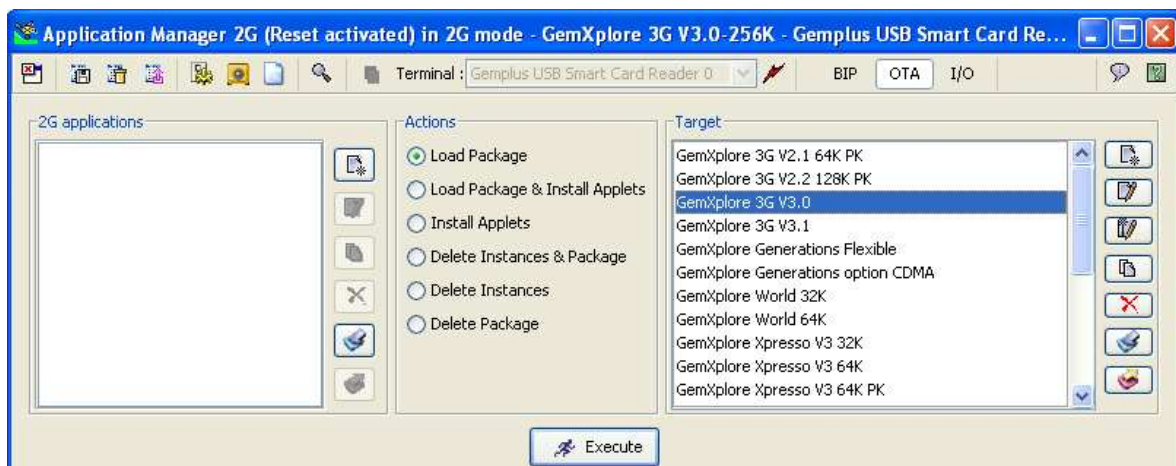 Application Manager 2G (Reset activated) in 2G mode - GemXplore 3G V3.0-256K - Gemplus USB Smart Card Re...
Terminal : Gemplus USB Smart Card Reader 0 BIP OTA I/O
2G applications
Actions
Load Package
Load Package & Install Applets
Install Applets
Delete Instances & Package
Delete Instances
Delete Package
Target
GemXplore 3G V2.1 64K PK
GemXplore 3G V2.2 128K PK
GemXplore 3G V3.0
GemXplore 3G V3.1
GemXplore Generations Flexible
GemXplore Generations option CDMA
GemXplore World 32K
GemXplore World 64K
GemXplore Xpresso V3 32K
GemXplore Xpresso V3 64K
GemXplore Xpresso V3 64K PK
Execute